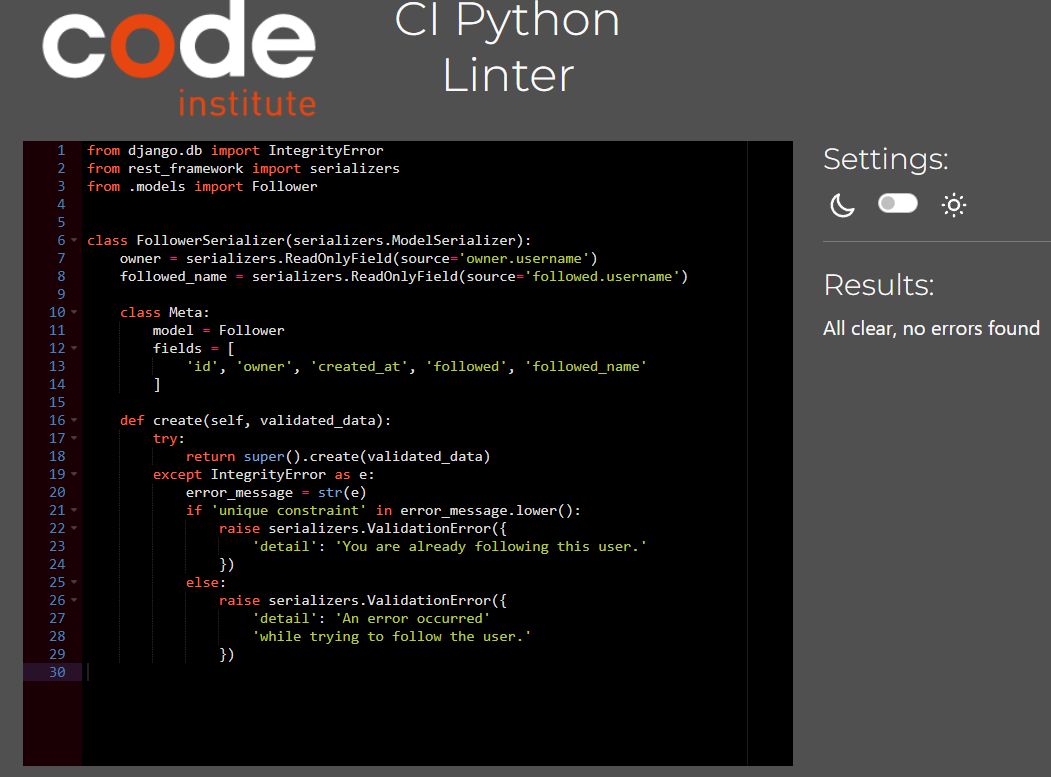 code
institute
CI Python
Linter
1 from django.db import IntegrityError
2 from rest_framework import serializers
3 from .models import Follower
4
5
6 class FollowerSerializer(serializers.ModelSerializer):
7     owner = serializers.ReadOnlyField(source='owner.username')
8     followed_name = serializers.ReadOnlyField(source='followed.username')
9
10     class Meta:
11         model = Follower
12         fields = [
13             'id', 'owner', 'created_at', 'followed', 'followed_name'
14         ]
15
16     def create(self, validated_data):
17         try:
18             return super().create(validated_data)
19         except IntegrityError as e:
20             error_message = str(e)
21             if 'unique constraint' in error_message.lower():
22                 raise serializers.ValidationError({
23                     'detail': 'You are already following this user.'
24                 })
25             else:
26                 raise serializers.ValidationError({
27                     'detail': 'An error occurred'
28                     'while trying to follow the user.'
29                 })
30
Settings:
Results:
All clear, no errors found